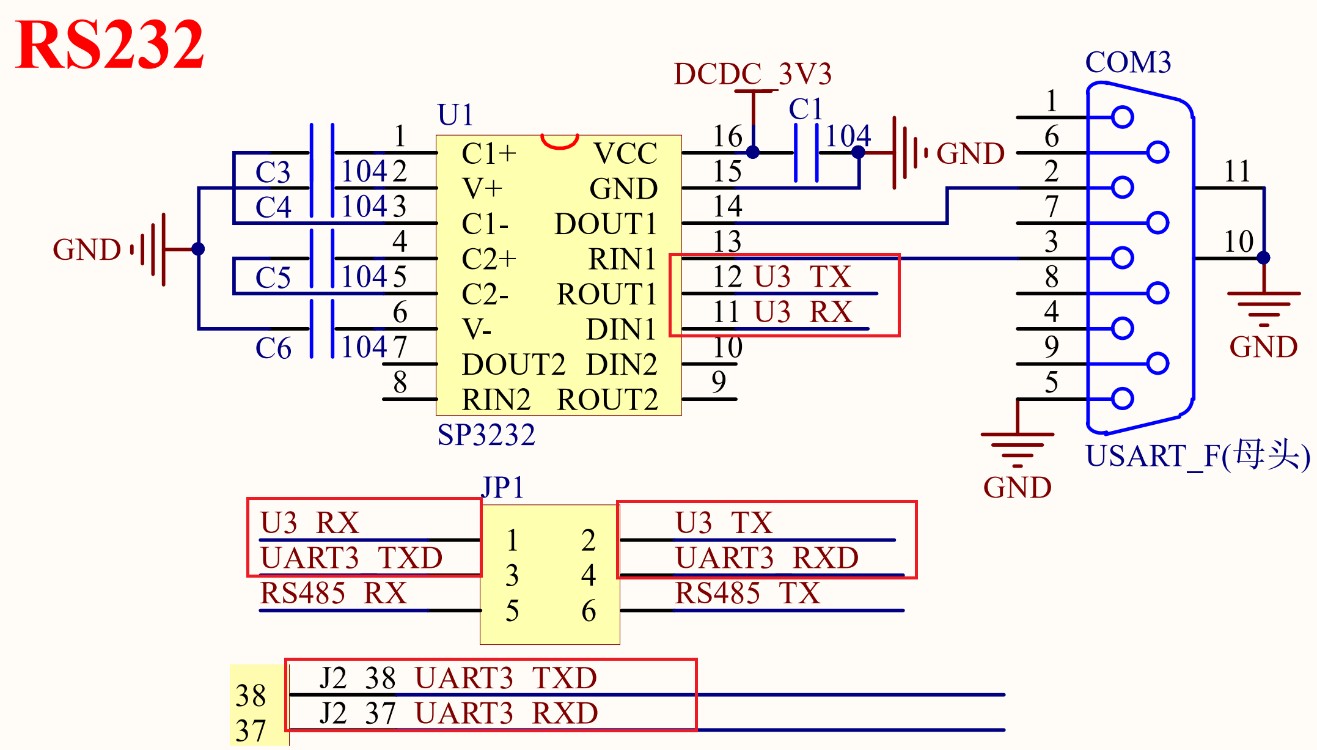 RS232
COM3
DCDC_3V3
U1
C1
104
GND
1 C1+ VCC 16
2 V+ GND 15
3 C1- DOUT1 14
4 C2+ RIN1 13
5 C2- ROUT1 12 U3_TX
6 V- DIN1 11 U3_RX
7 DOUT2 DIN2 10
8 RIN2 ROUT2 9
C3 104
C4 104
C5 104
C6 104
GND
SP3232
1
6
2
7
3
8
4
9
5
11
10
GND
GND
USART_F(母头)
JP1
U3_RX 1 2 U3_TX
UART3_TXD 3 4 UART3_RXD
RS485_RX 5 6 RS485_TX
38 J2_38 UART3_TXD
37 J2_37 UART3_RXD